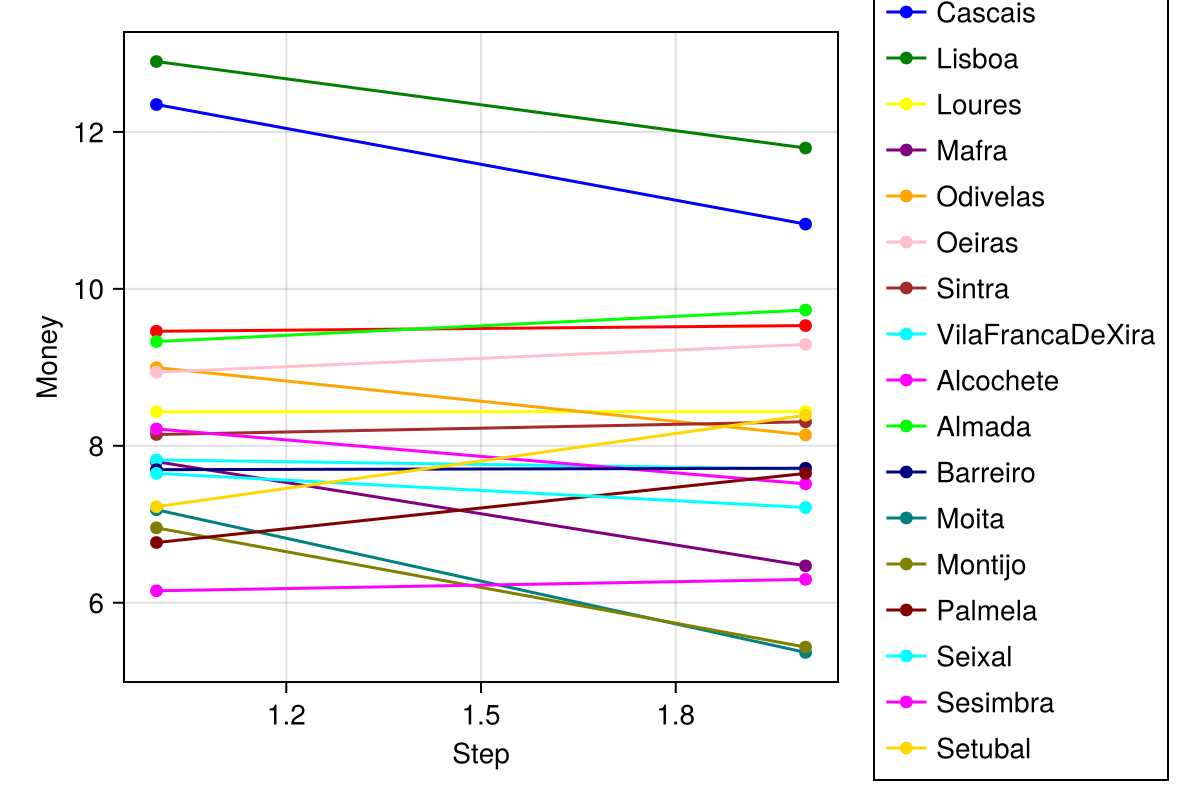 Cascais
Lisboa
Loures
Mafra
Odivelas
Oeiras
Sintra
VilaFrancaDeXira
Alcochete
Almada
Barreiro
Moita
Montijo
Palmela
Seixal
Sesimbra
Setubal
12
10
8
6
Money
1.2
1.5
1.8
Step